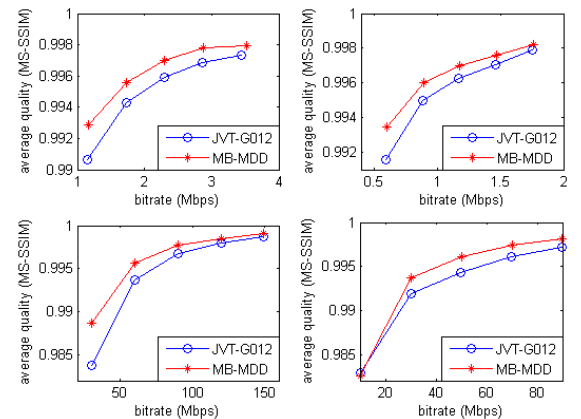 average quality (MS-SSIM)
0.998
0.996
0.994
0.992
0.99
JVT-G012
MB-MDD
1 2 3 4
bitrate (Mbps)
average quality (MS-SSIM)
0.998
0.996
0.994
0.992
JVT-G012
MB-MDD
0.5 1 1.5 2
bitrate (Mbps)
average quality (MS-SSIM)
0.995
0.99
0.985
JVT-G012
MB-MDD
50 100 150
bitrate (Mbps)
average quality (MS-SSIM)
0.995
0.99
0.985
JVT-G012
MB-MDD
20 40 60 80
bitrate (Mbps)